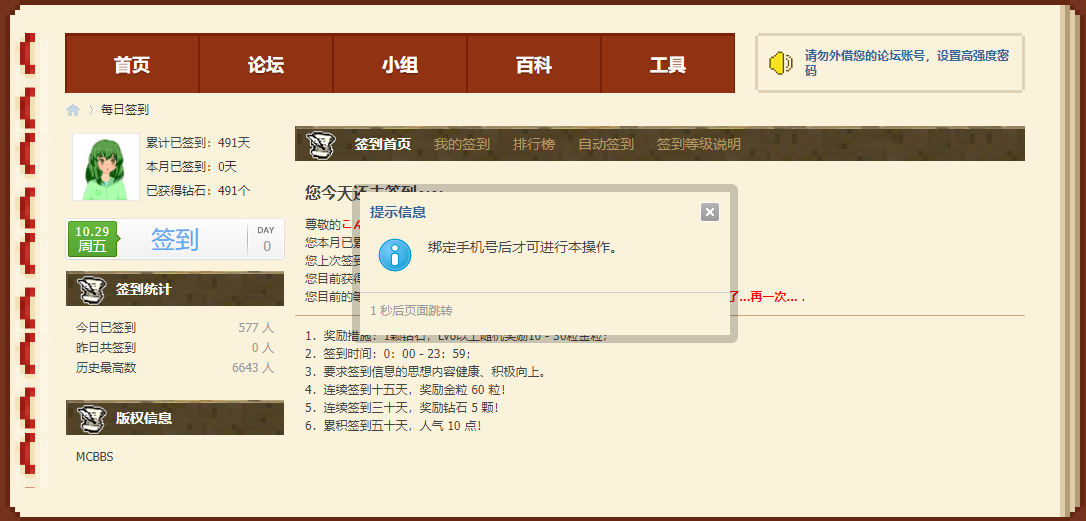 首页
论坛
小组
百科
工具
请勿外借您的论坛账号，设置高强度密
码
每日签到
累计已签到：491天
本月已签到：0天
已获得钻石：491个
10.29
周五
签到
DAY
0
签到统计
今日已签到 577 人
昨日共签到 0 人
历史最高数 6643 人
版权信息
MCBBS
签到首页
我的签到
排行榜
自动签到
签到等级说明
您今天还未签到
尊敬的こん
您本月已累
您上次签到
您目前获得
您目前的等
了...再一次... .
提示信息
绑定手机号后才可进行本操作。
1 秒后页面跳转
1. 奖励措施：1颗钻石，Lv6以上随机奖励10 - 30粒金粒；
2. 签到时间：0：00 - 23：59；
3. 要求签到信息的思想内容健康、积极向上。
4. 连续签到十五天，奖励金粒 60 粒！
5. 连续签到三十天，奖励钻石 5 颗！
6. 累积签到五十天，人气 10 点！